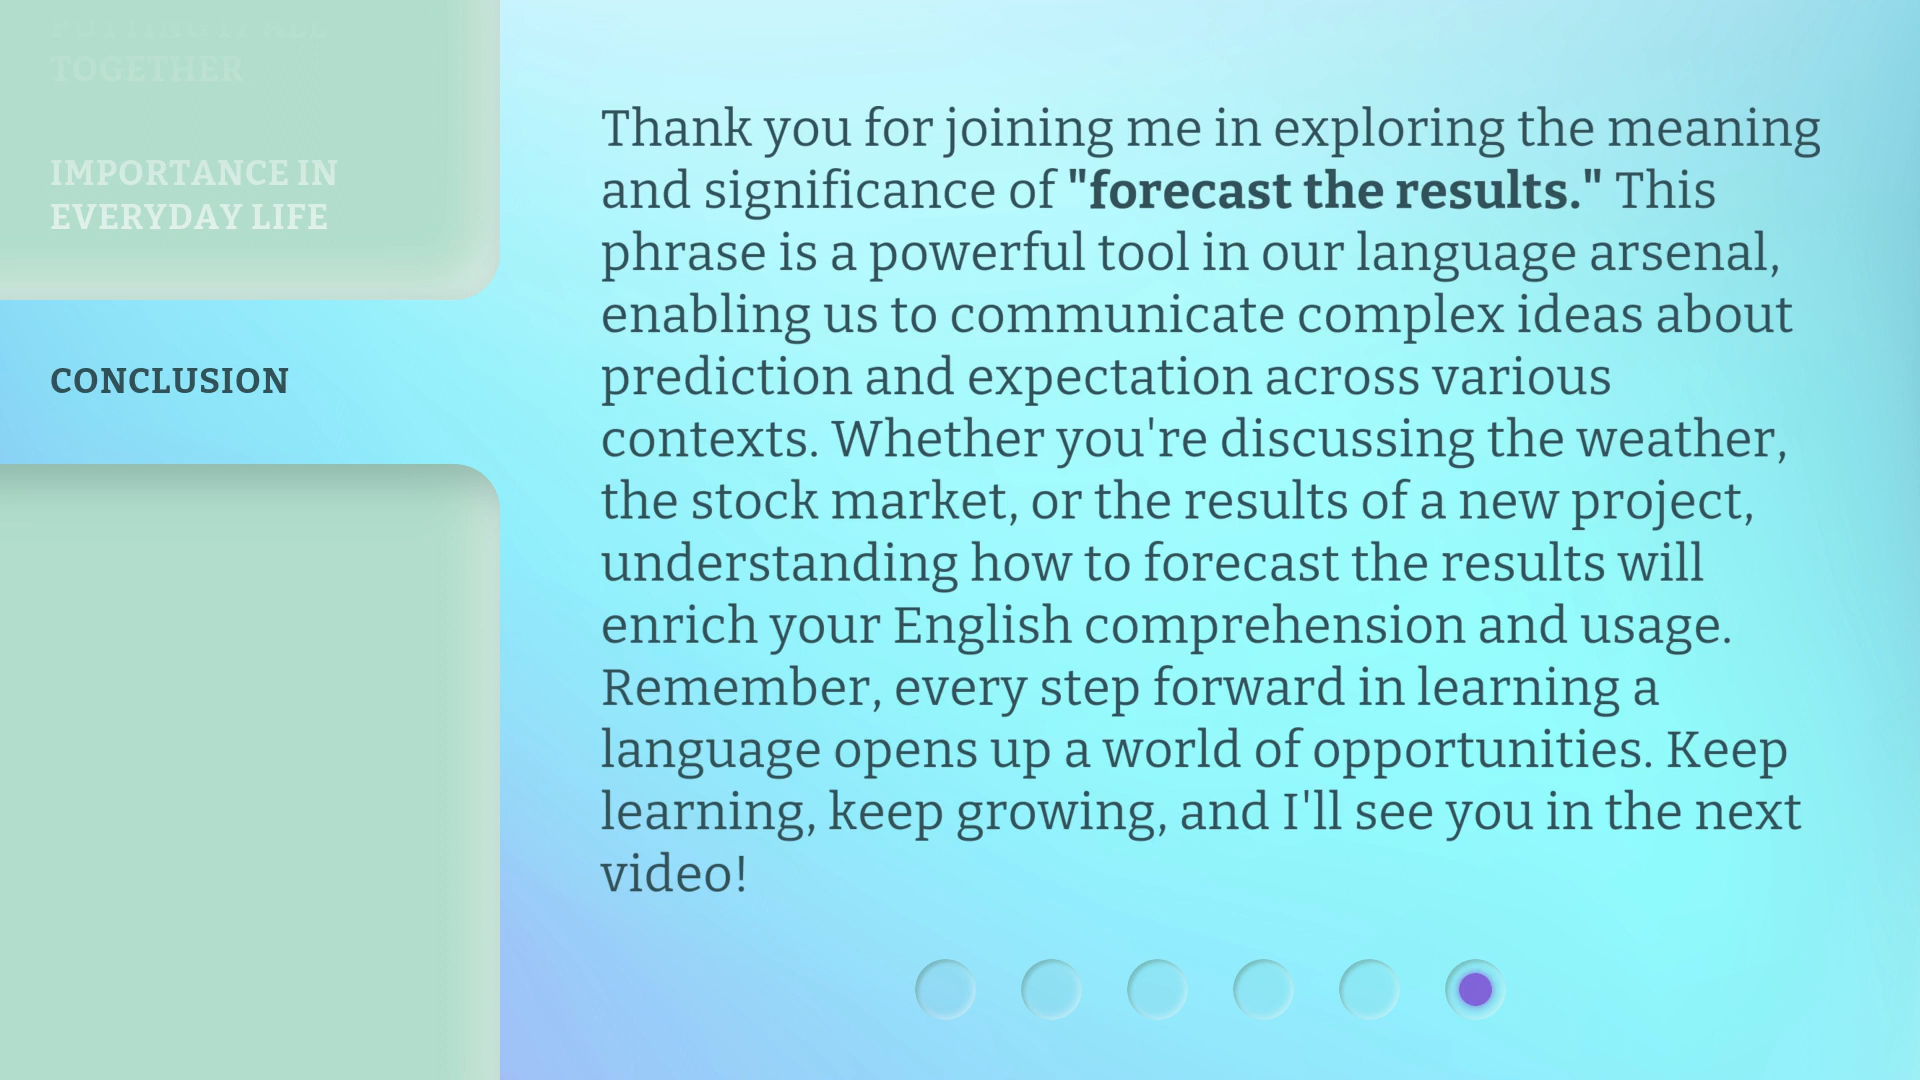 PUTTING IT ALL
TOGETHER
IMPORTANCE IN
EVERYDAY LIFE
CONCLUSION
Thank you for joining me in exploring the meaning
and significance of "forecast the results." This
phrase is a powerful tool in our language arsenal,
enabling us to communicate complex ideas about
prediction and expectation across various
contexts. Whether you're discussing the weather,
the stock market, or the results of a new project,
understanding how to forecast the results will
enrich your English comprehension and usage.
Remember, every step forward in learning a
language opens up a world of opportunities. Keep
learning, keep growing, and I'll see you in the next
video!